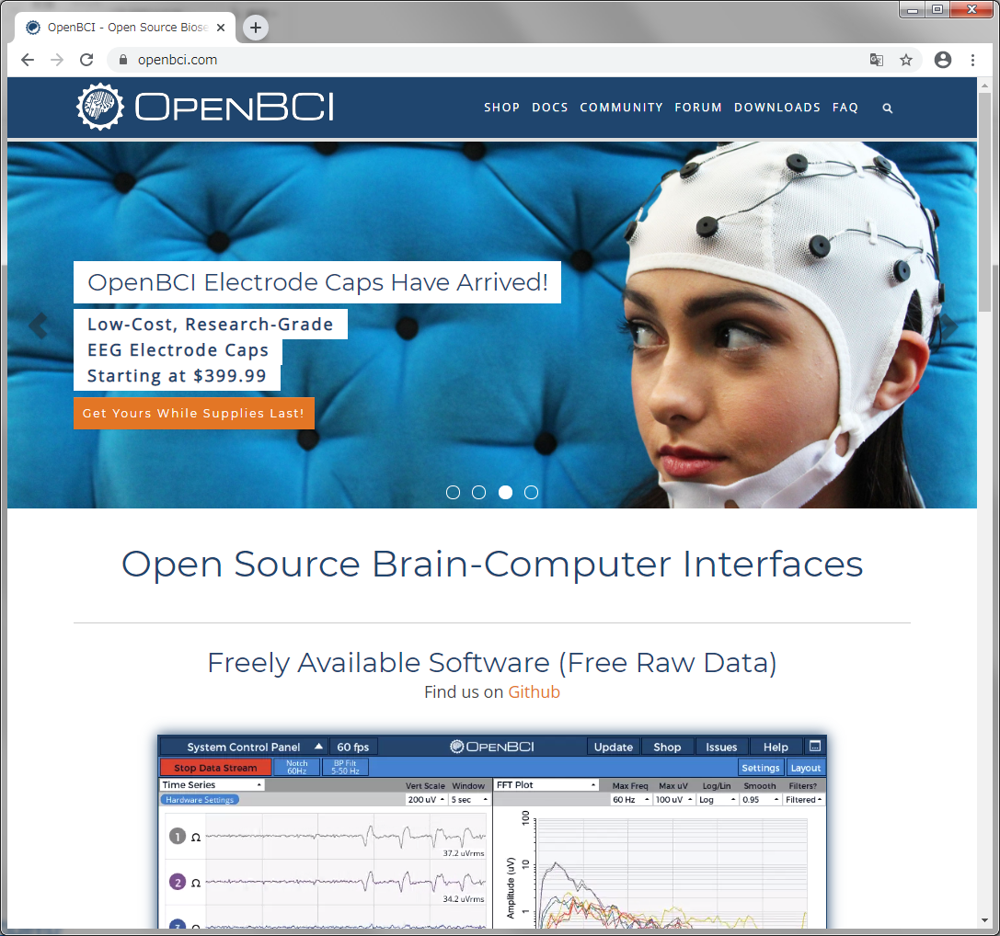 OpenBCI - Open Source Biose
openbci.com
OPENBCI
SHOP DOCS COMMUNITY FORUM DOWNLOADS FAQ
OpenBCI Electrode Caps Have Arrived!
Low-Cost, Research-Grade
EEG Electrode Caps
Starting at $399.99
Get Yours While Supplies Last!
Open Source Brain-Computer Interfaces
Freely Available Software (Free Raw Data)
Find us on Github
System Control Panel 60 fps OPENBCI Update Shop Issues Help
Stop Data Stream Notch 60Hz BP Filt 5-50 Hz Settings Layout
Time Series Vert Scale Window FFT Plot Max Freq Max uV Log/Lin Smooth Filters?
Hardware Settings 200 uV 5 sec 60 Hz 100 uV Log 0.95 Filtered
1 Ω
37.2 uVrms
2 Ω
34.2 uVrms
3 Ω
100
10
1
Amplitude (uV)